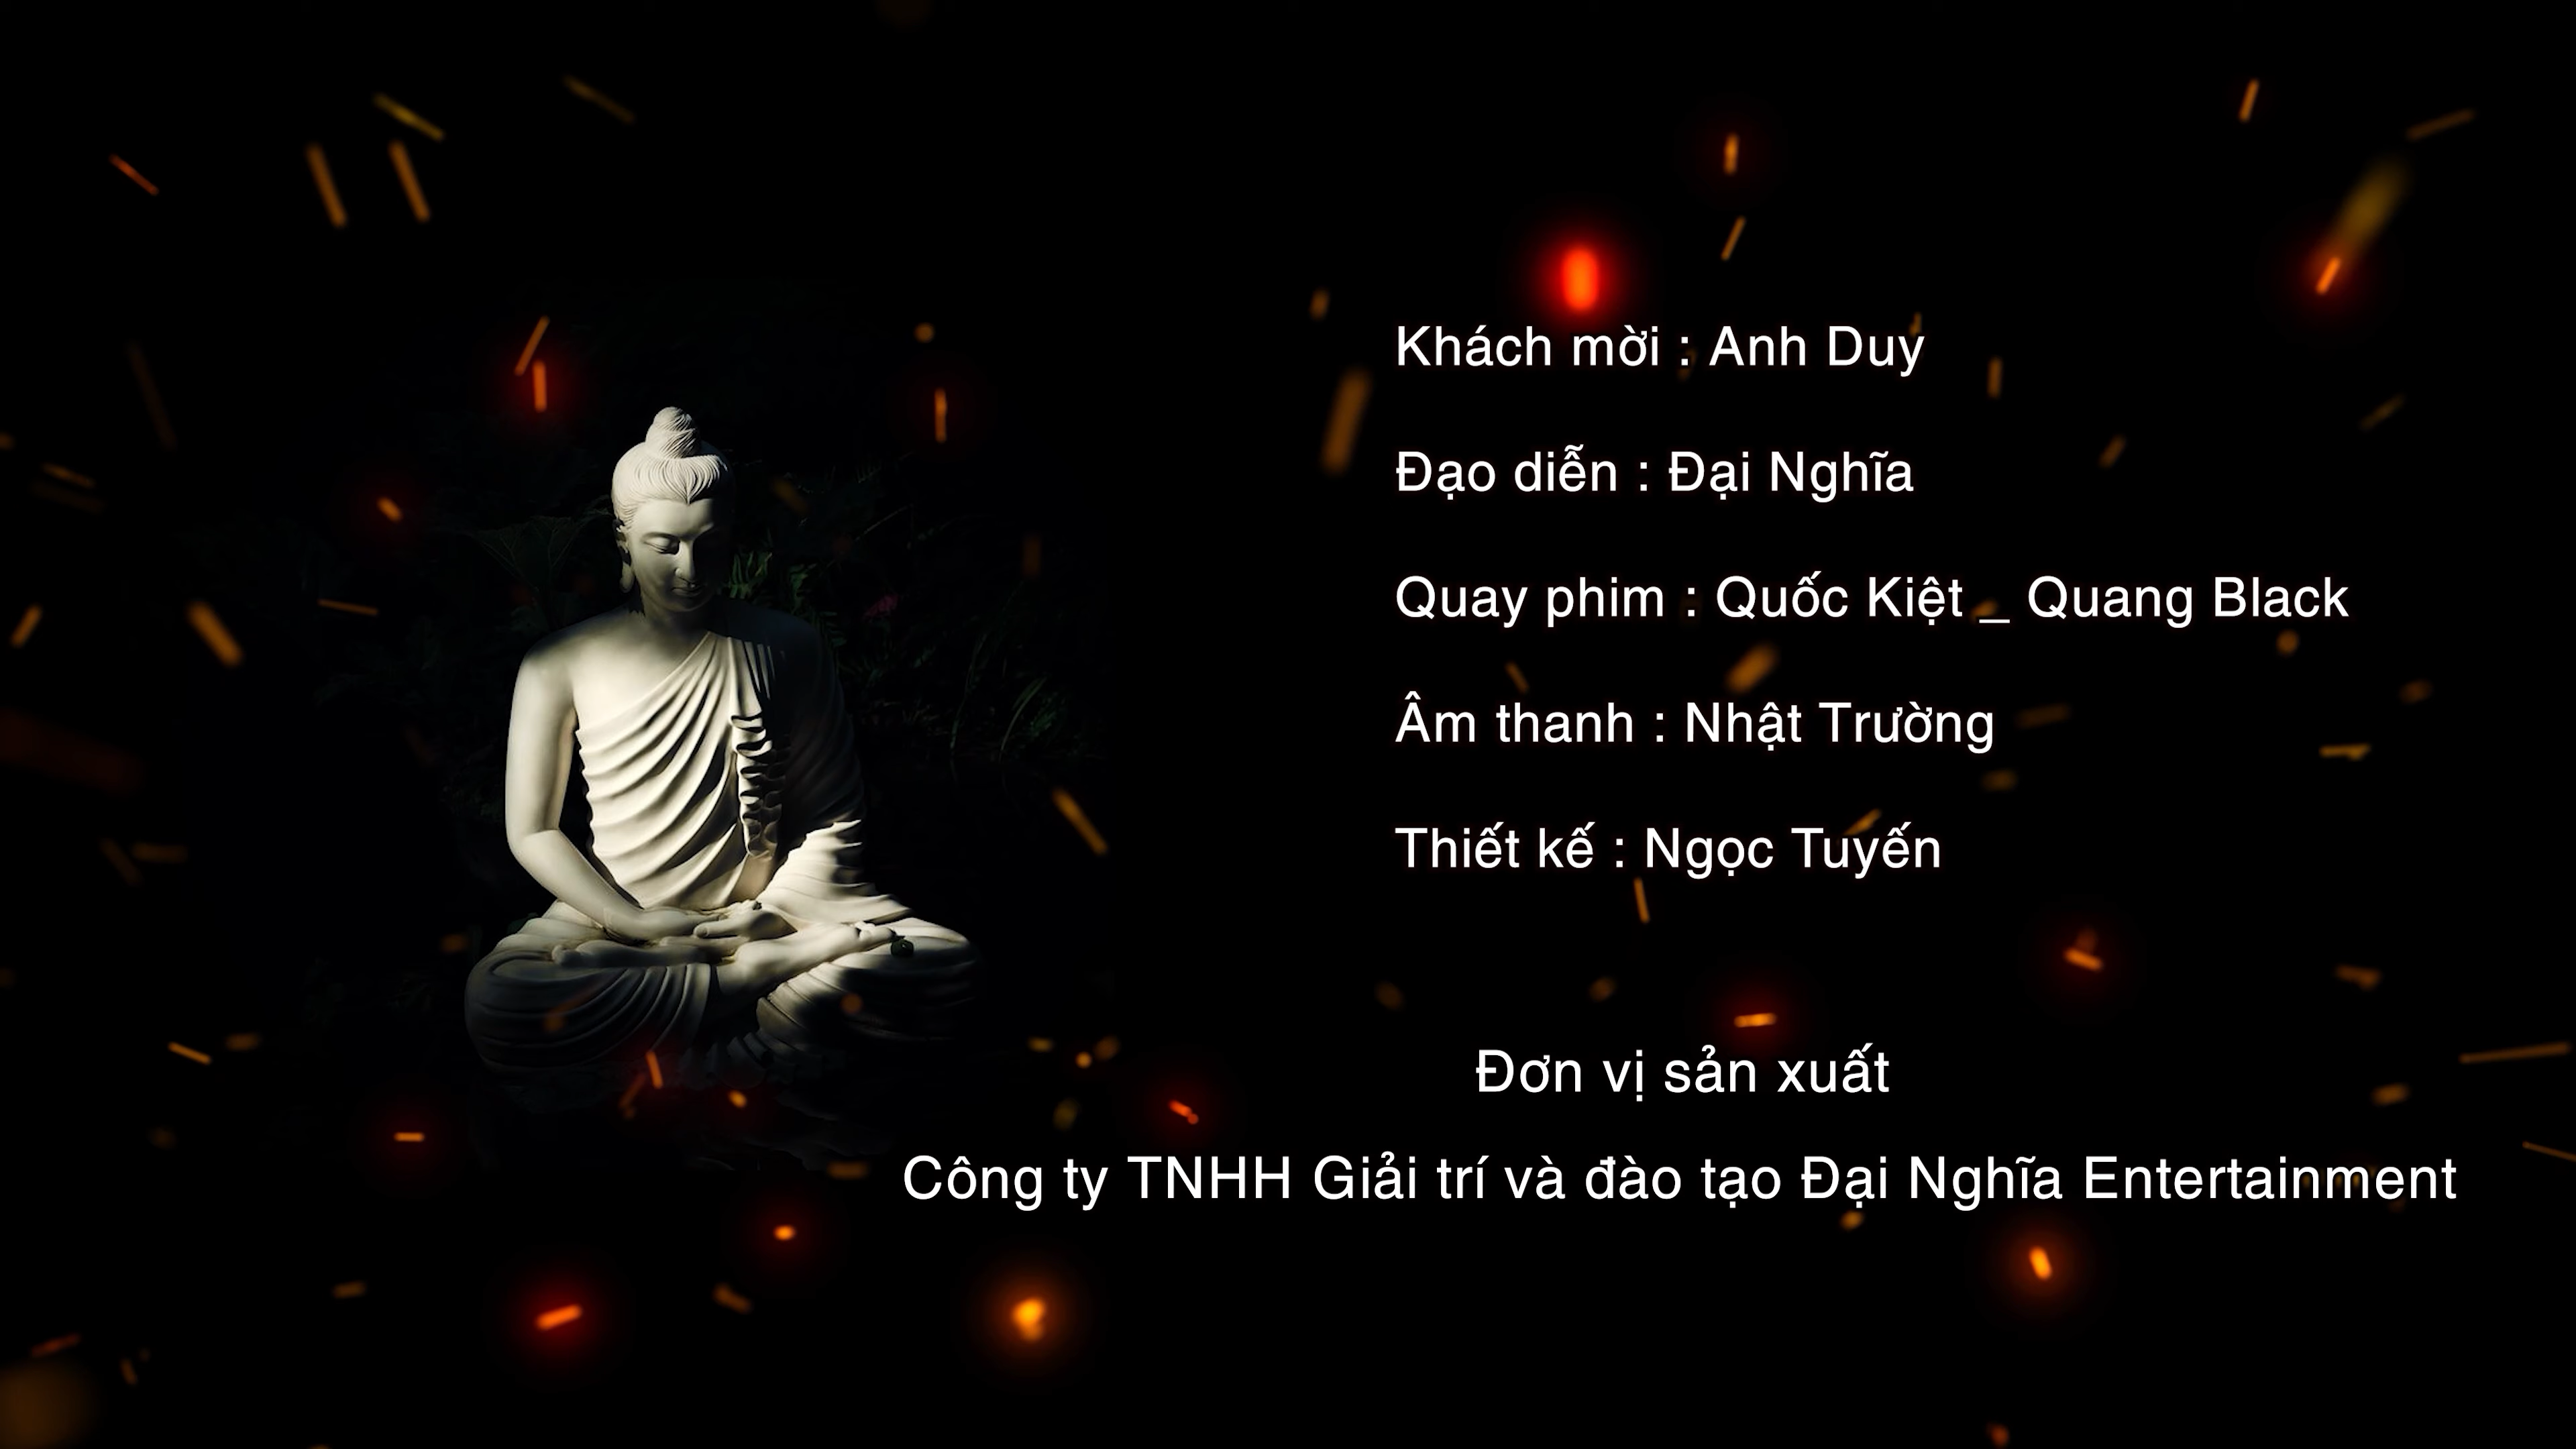 Khách mời : Anh Duy
Đạo diễn : Đại Nghĩa
Quay phim : Quốc Kiệt _ Quang Black
Âm thanh : Nhật Trường
Thiết kế : Ngọc Tuyến
Đơn vị sản xuất
Công ty TNHH Giải trí và đào tạo Đại Nghĩa Entertainment